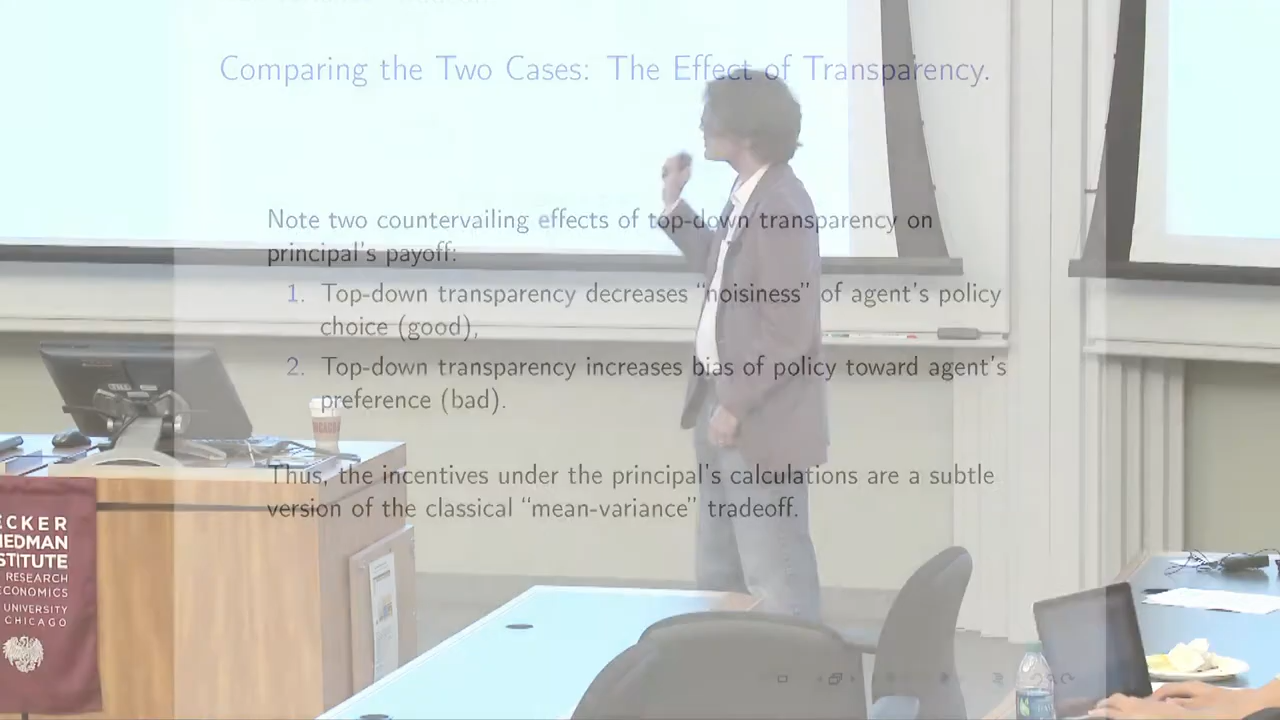 Comparing the Two Cases: The Effect of Transparency.
Note two countervailing effects of top-down transparency on
principal's payoff:
1. Top-down transparency decreases "noisiness" of agent's policy
choice (good),
2. Top-down transparency increases bias of policy toward agent's
preference (bad).
Thus, the incentives under the principal's calculations are a subtle
version of the classical "mean-variance" tradeoff.
ECKER
IEDMAN
STITUTE
RESEARCH
ECONOMICS
UNIVERSITY
CHICAGO